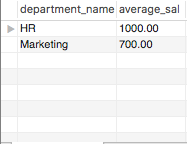 department_name average_sal
HR 1000.00
Marketing 700.00